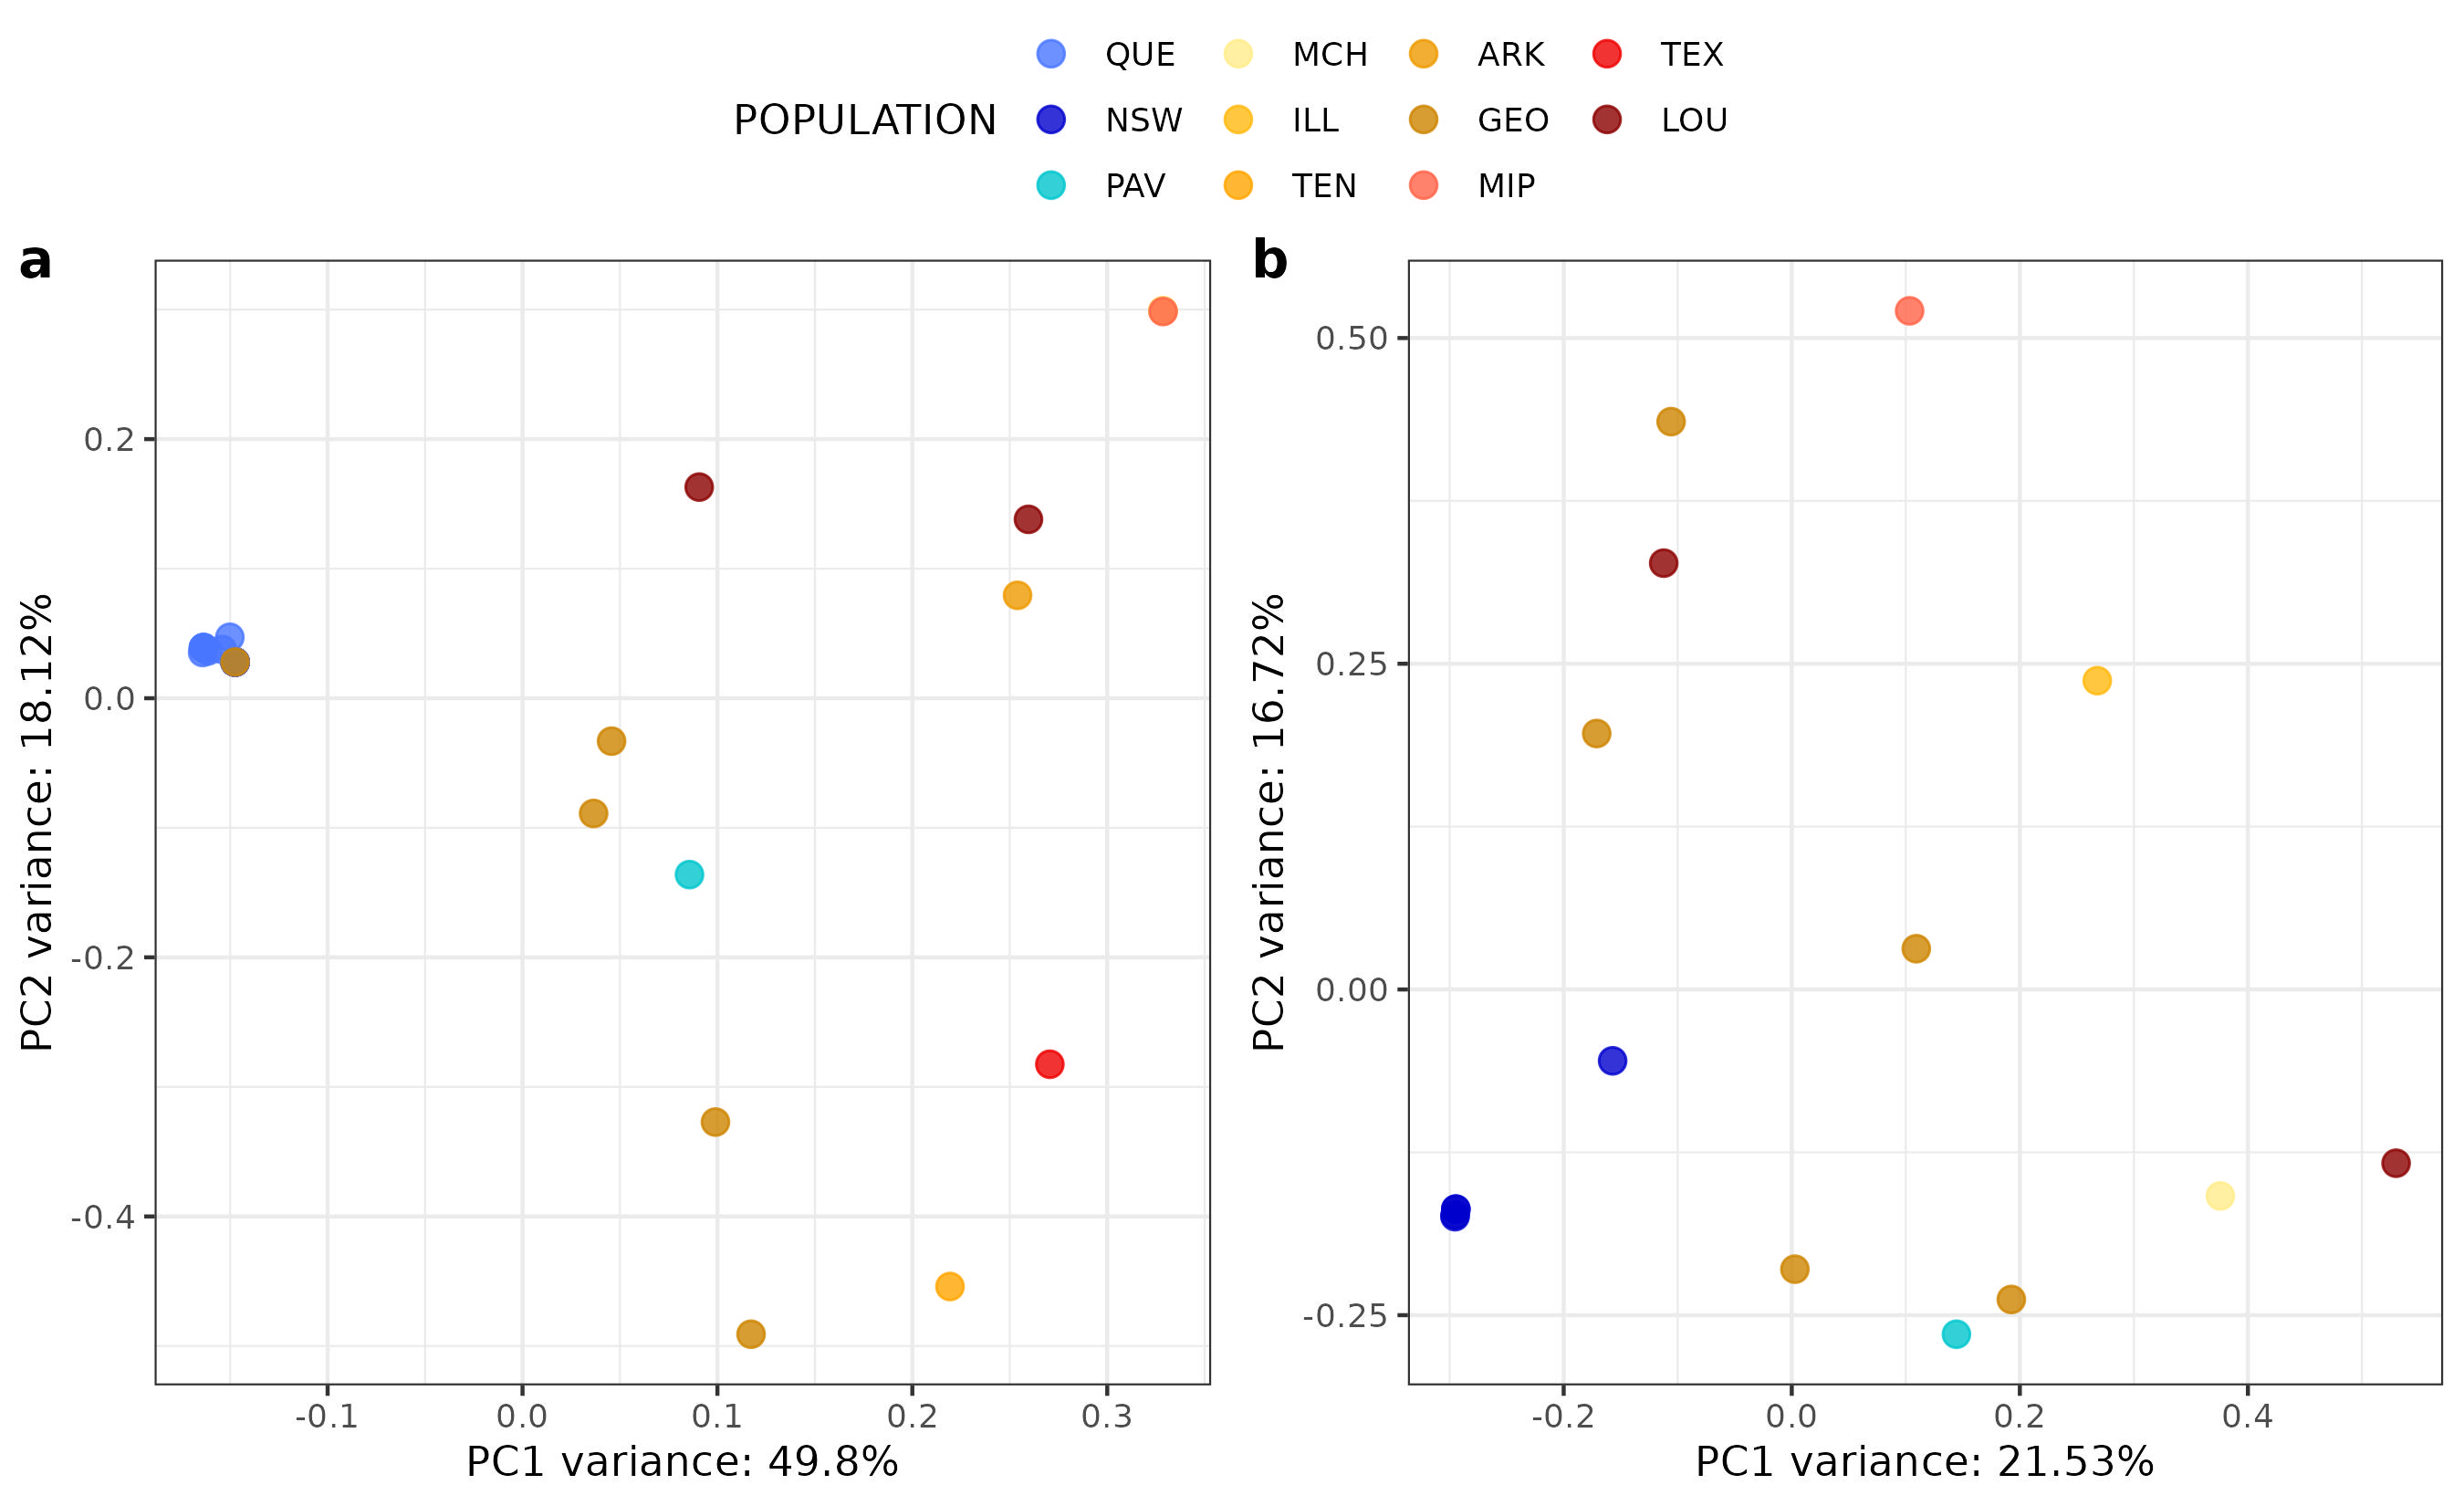 QUE MCH ARK TEX
POPULATION NSW ILL GEO LOU
PAV TEN MIP
a
0.2
0.0
-0.2
-0.4
PC2 variance: 18.12%
-0.1 0.0 0.1 0.2 0.3
PC1 variance: 49.8%
b
0.50
0.25
0.00
-0.25
PC2 variance: 16.72%
-0.2 0.0 0.2 0.4
PC1 variance: 21.53%